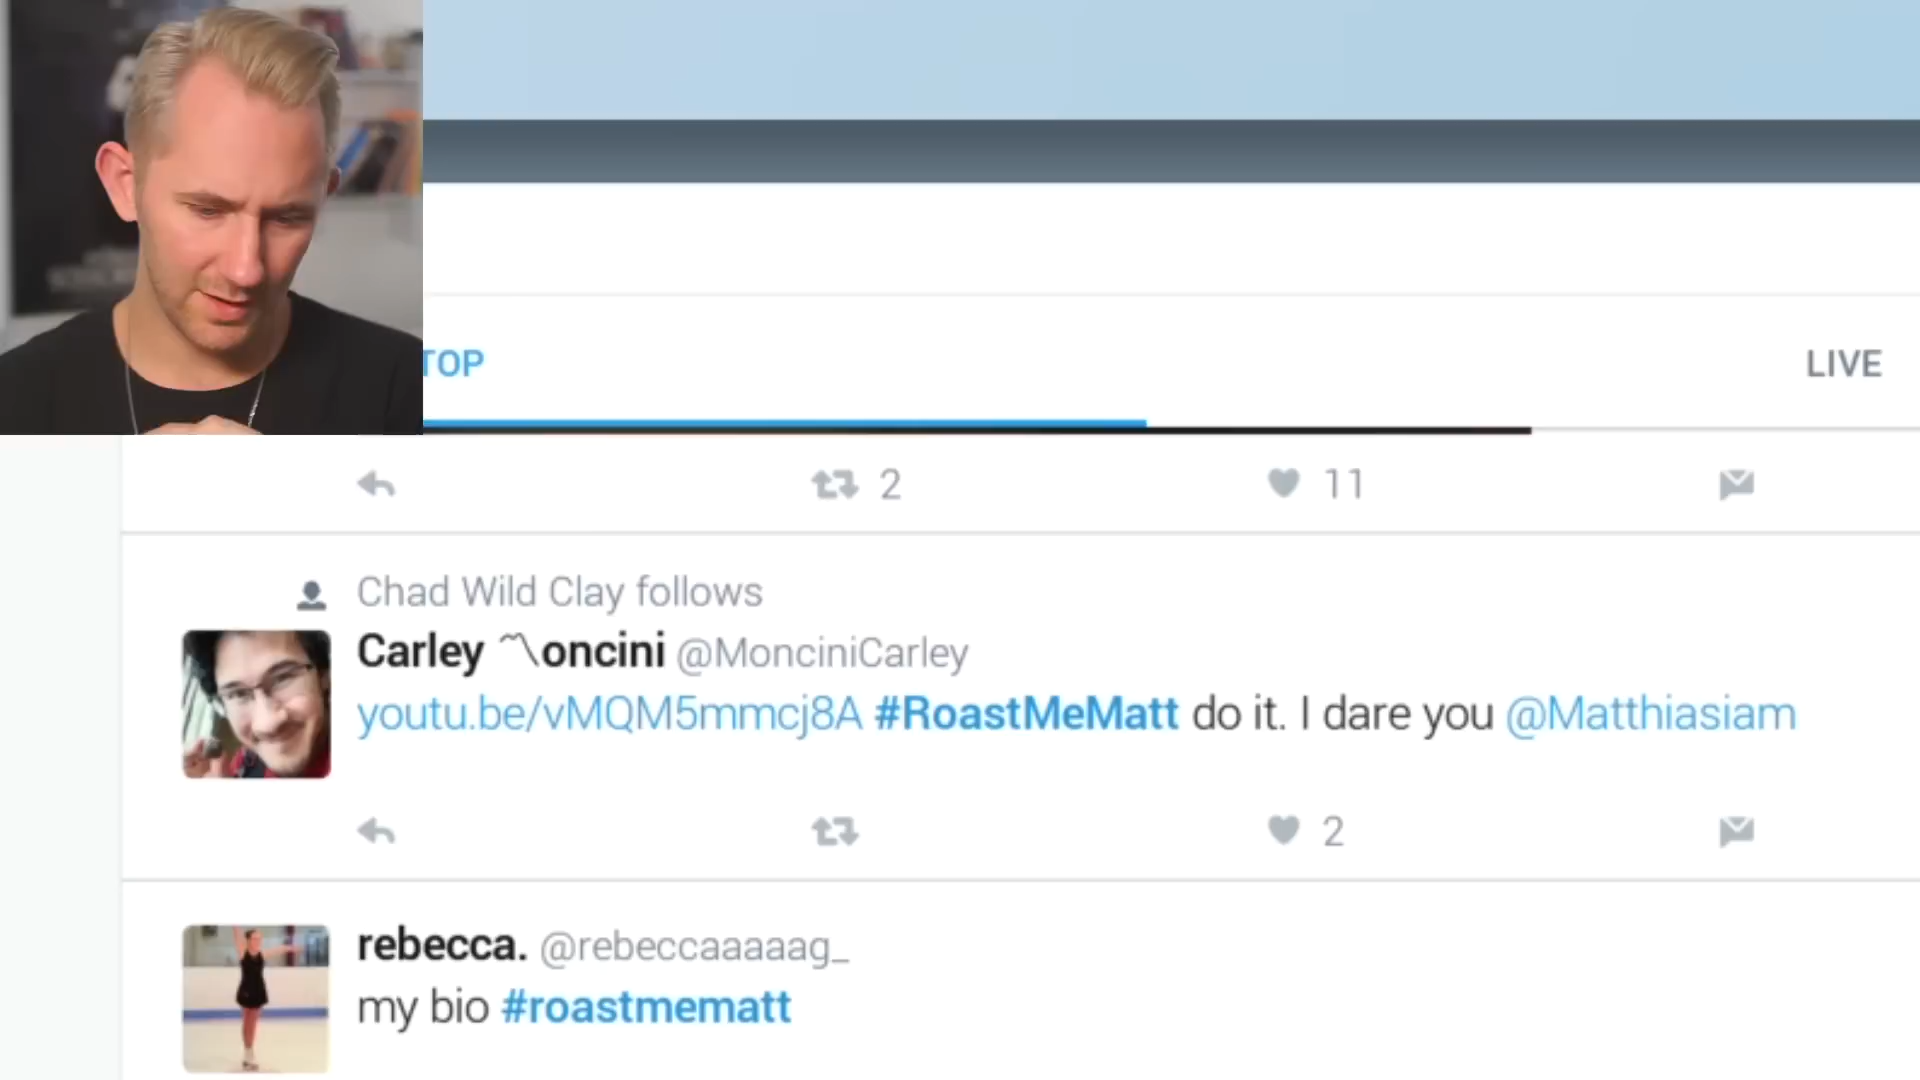 TOP
LIVE
2
11
Chad Wild Clay follows
Carley 〽oncini @MonciniCarley
youtu.be/vMQM5mmcj8A #RoastMeMatt do it. I dare you @Matthiasiam
2
rebecca. @rebeccaaaaag_
my bio #roastmematt